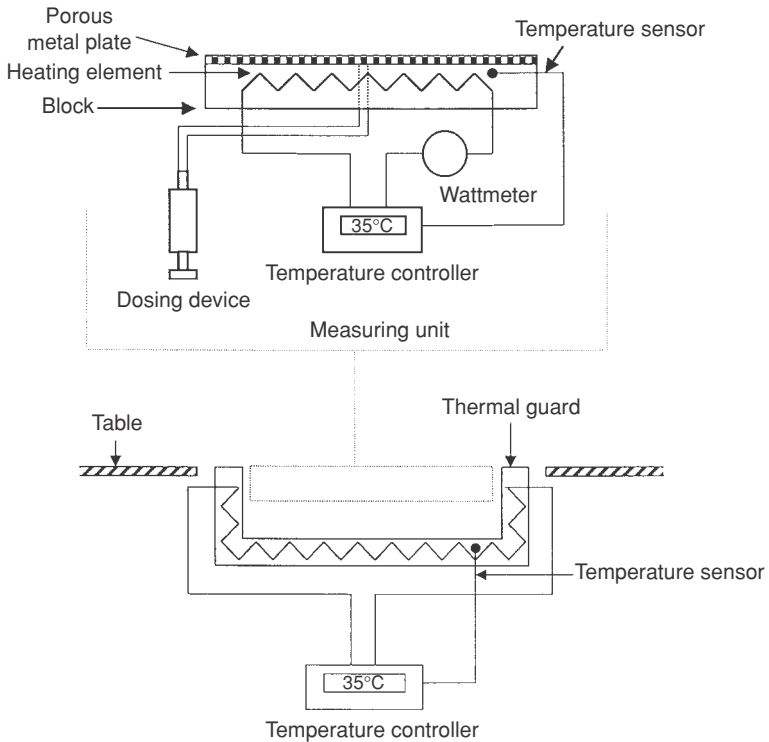 Porous
metal plate
Temperature sensor
Heating element
Block
Wattmeter
35°C
Temperature controller
Dosing device
Measuring unit
Table
Thermal guard
Temperature sensor
35°C
Temperature controller